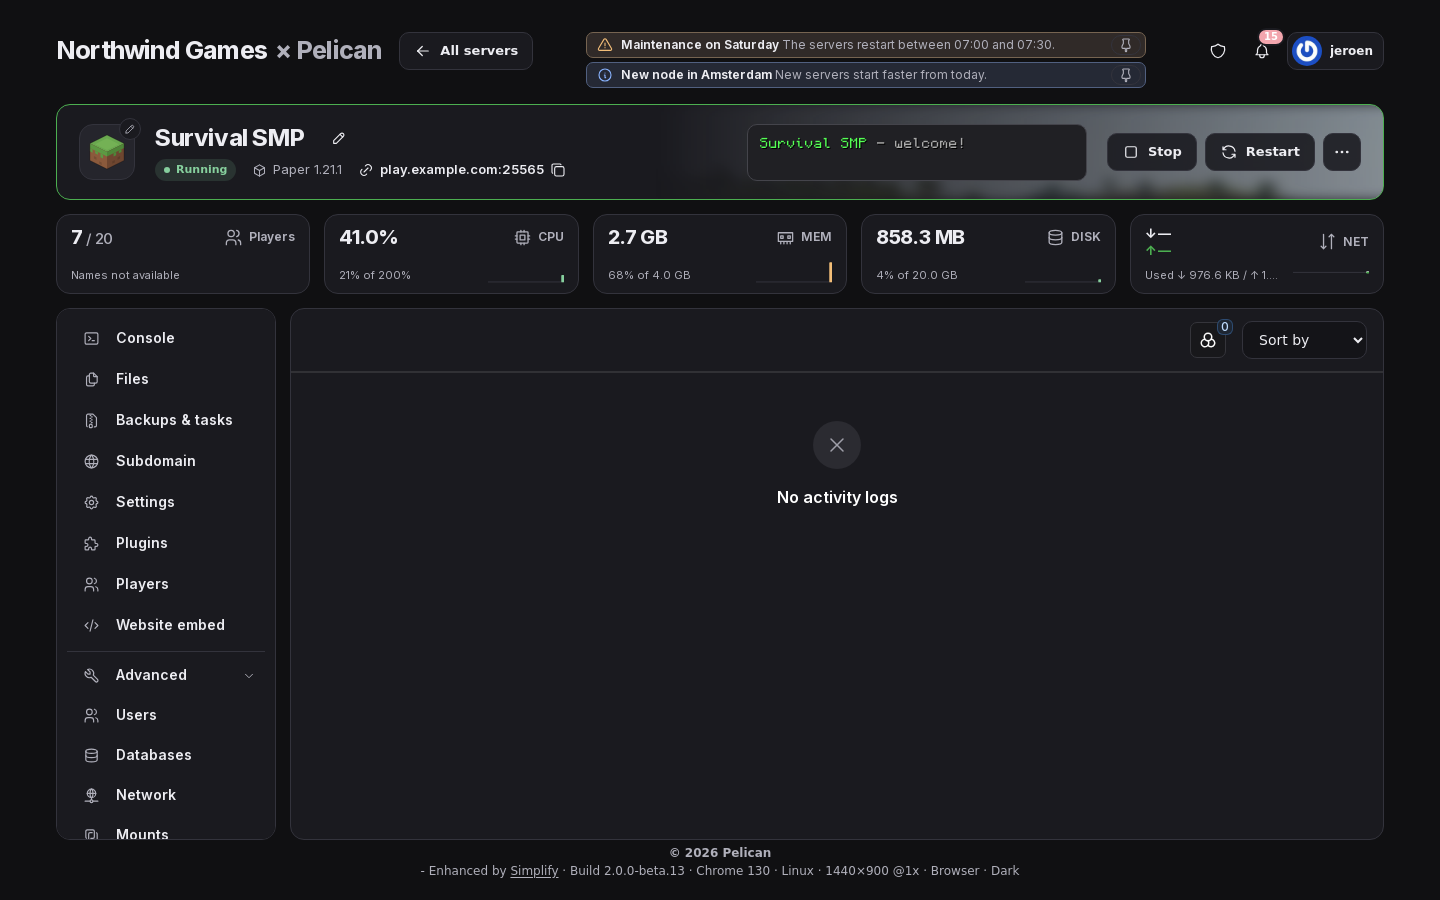 Northwind Games × Pelican
All servers
Maintenance on Saturday The servers restart between 07:00 and 07:30.
New node in Amsterdam New servers start faster from today.
15
jeroen
Survival SMP
Running
Paper 1.21.1
play.example.com:25565
Survival SMP - welcome!
Stop
Restart
7 / 20
Players
Names not available
41.0%
CPU
21% of 200%
2.7 GB
MEM
68% of 4.0 GB
858.3 MB
DISK
4% of 20.0 GB
↓—
↑—
NET
Used ↓ 976.6 KB / ↑ 1....
Console
Files
Backups & tasks
Subdomain
Settings
Plugins
Players
Website embed
Advanced
Users
Databases
Network
Mounts
0
Sort by
No activity logs
© 2026 Pelican
- Enhanced by Simplify · Build 2.0.0-beta.13 · Chrome 130 · Linux · 1440×900 @1x · Browser · Dark